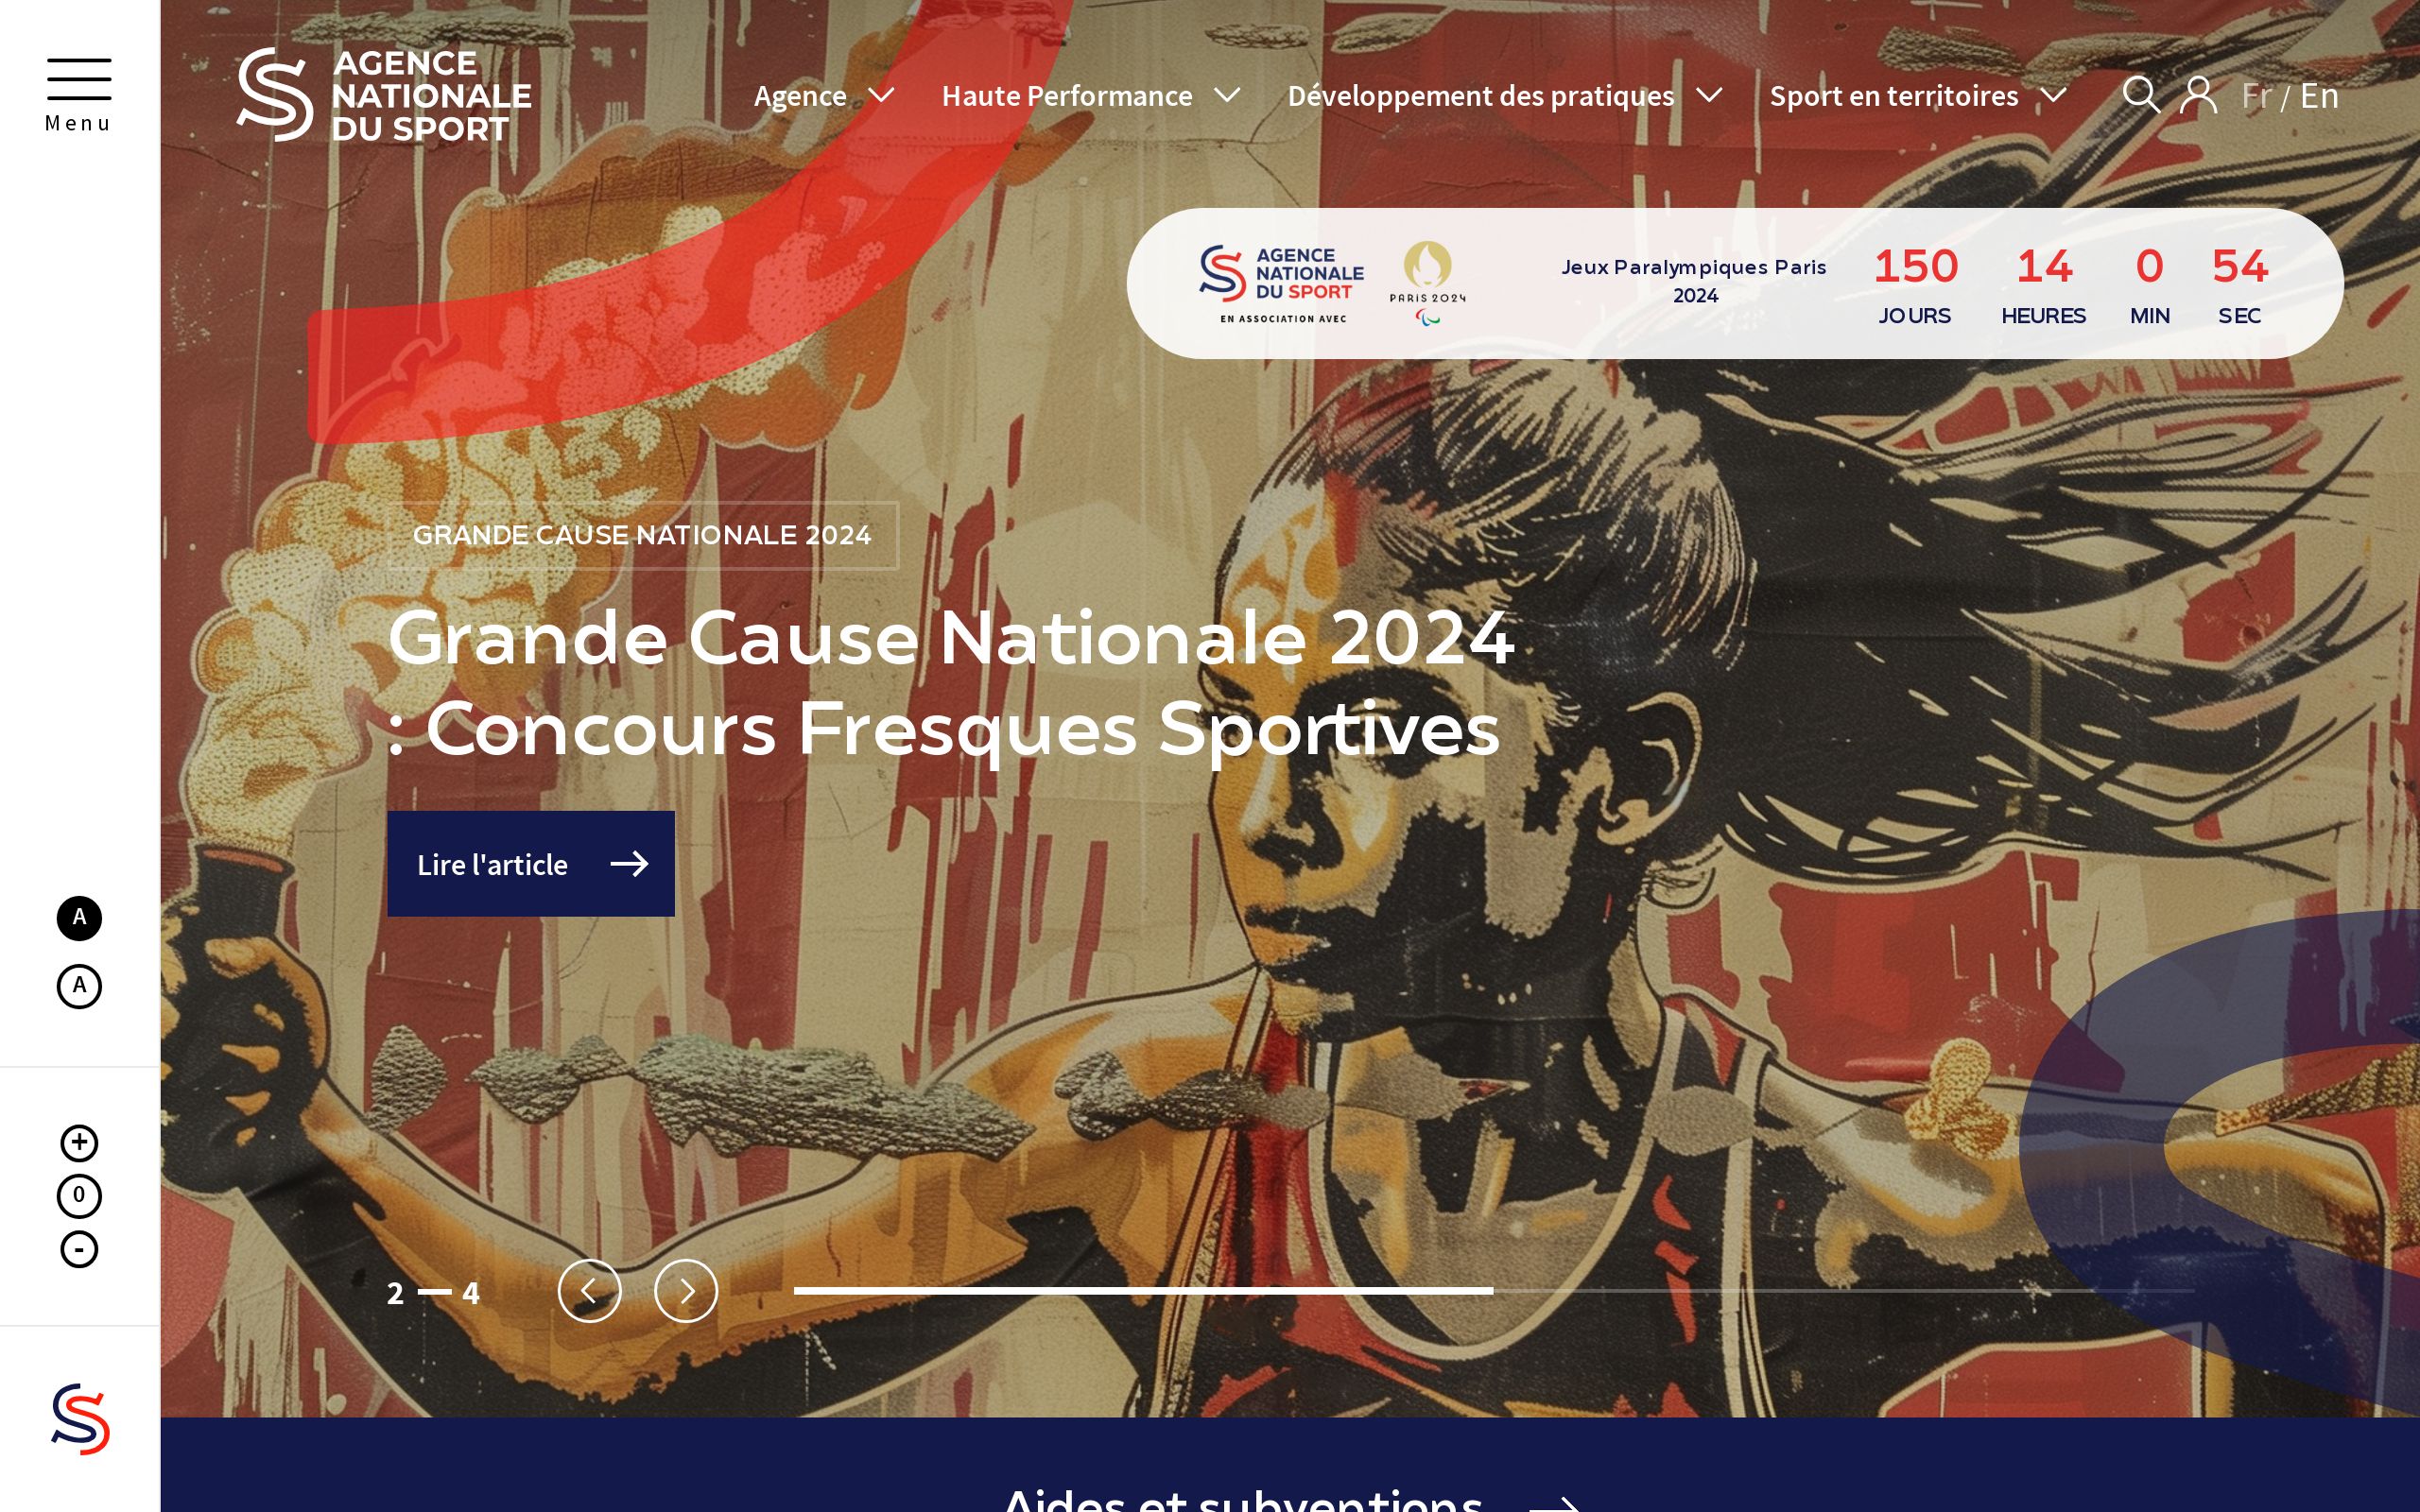 Menu
AGENCE
NATIONALE
DU SPORT
Agence
Haute Performance
Développement des pratiques
Sport en territoires
Fr / En
AGENCE
NATIONALE
DU SPORT
EN ASSOCIATION AVEC
PARIS 2024
Jeux Paralympiques Paris
2024
150
JOURS
14
HEURES
0
MIN
54
SEC
GRANDE CAUSE NATIONALE 2024
Grande Cause Nationale 2024
: Concours Fresques Sportives
Lire l'article
A
A
+
0
-
2 — 4
Aides et subventions